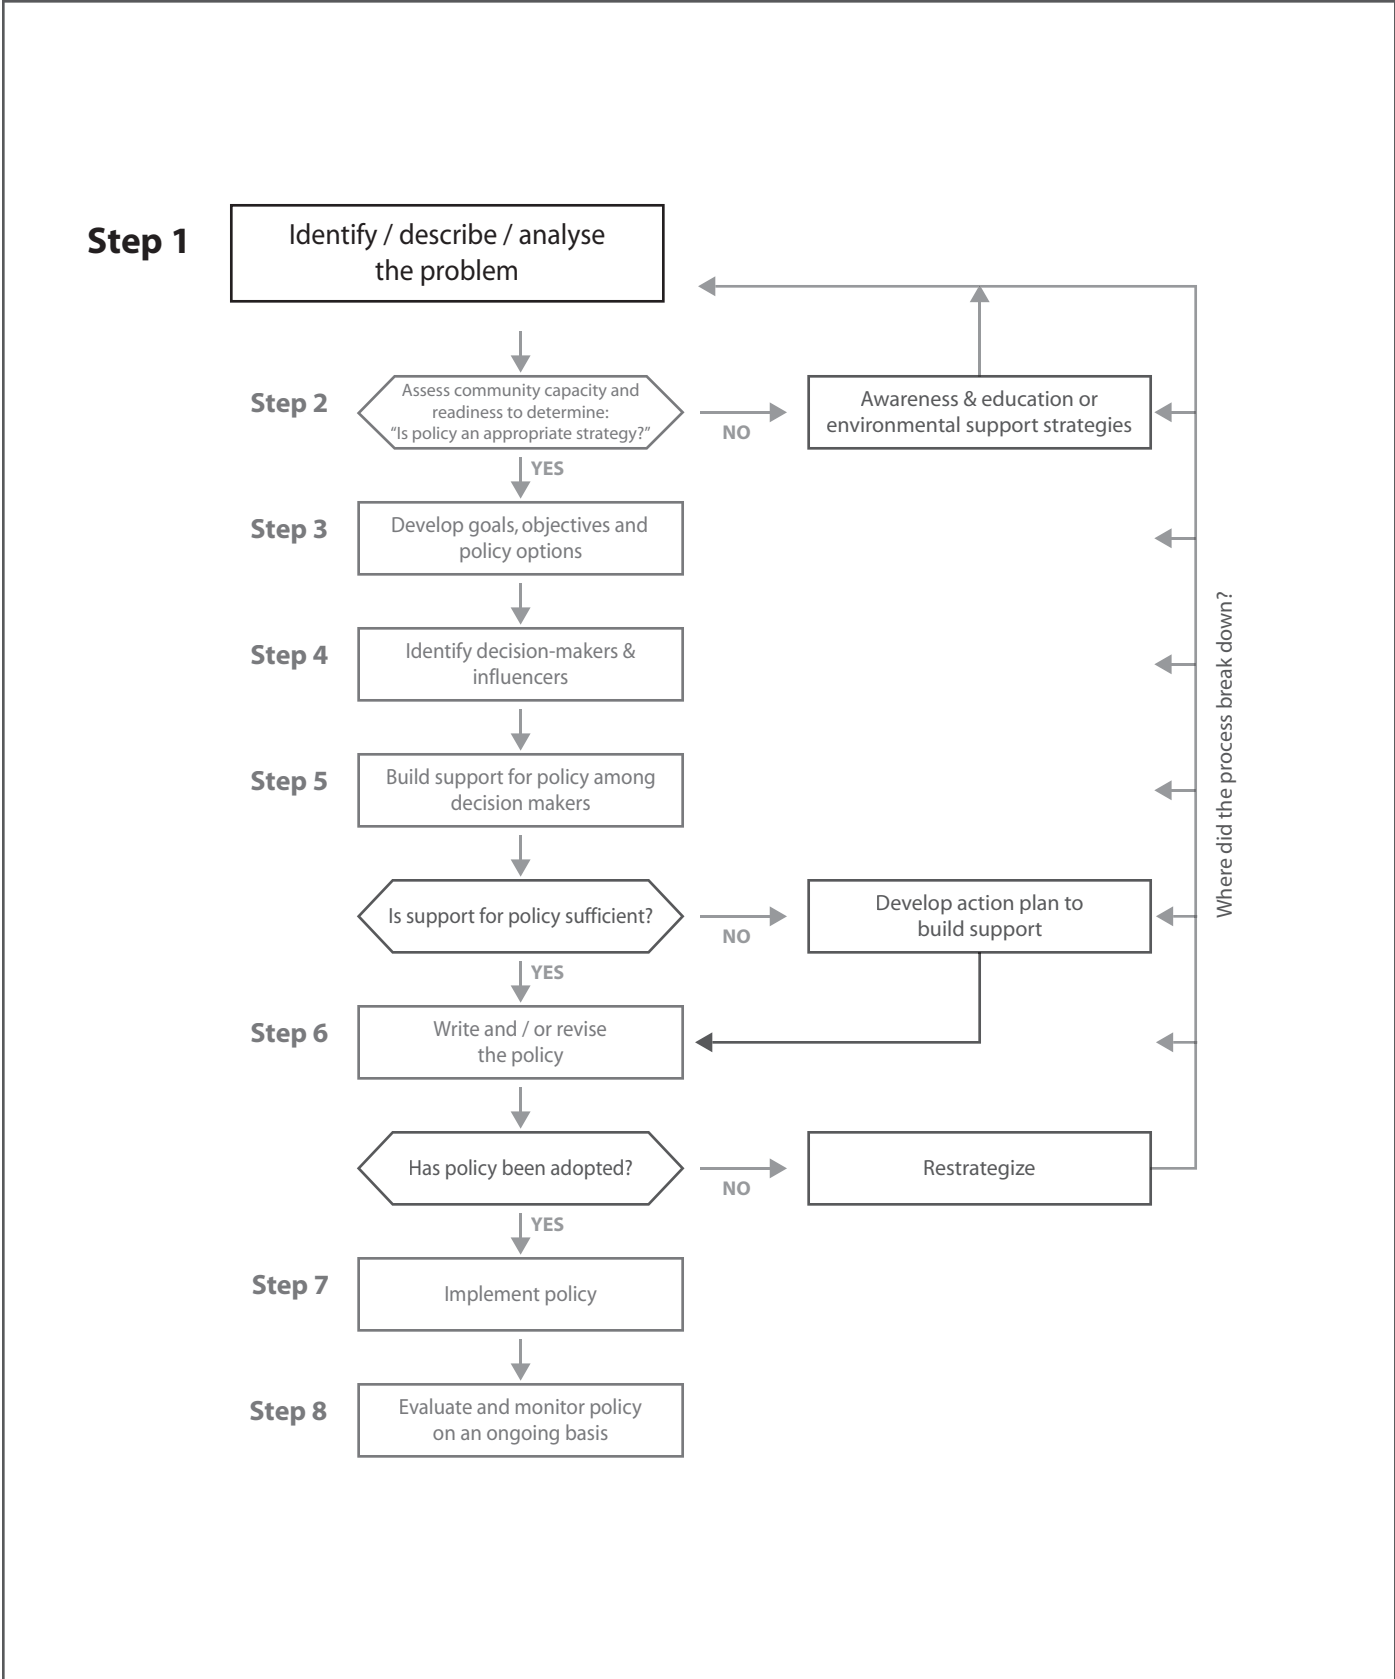 Step 1
Identify / describe / analyse
the problem
Step 2
Assess community capacity and
readiness to determine:
“Is policy an appropriate strategy?”
NO
Awareness & education or
environmental support strategies
YES
Step 3
Develop goals, objectives and
policy options
Step 4
Identify decision-makers &
influencers
Step 5
Build support for policy among
decision makers
Where did the process break down?
Is support for policy sufficient?
NO
Develop action plan to
build support
YES
Step 6
Write and / or revise
the policy
Has policy been adopted?
NO
Restrategize
YES
Step 7
Implement policy
Step 8
Evaluate and monitor policy
on an ongoing basis